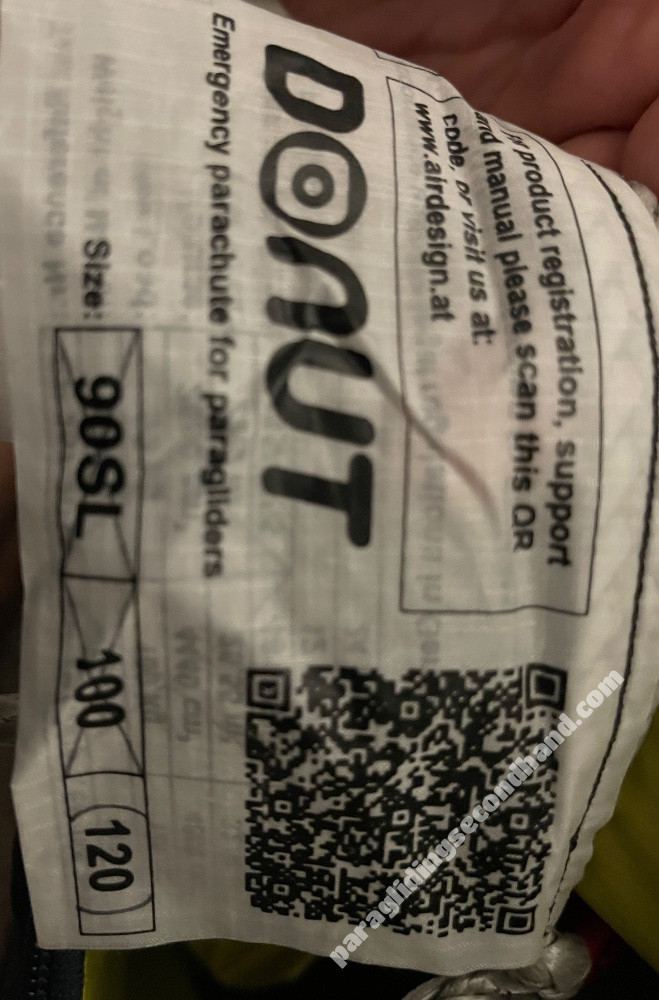 product registration, support
and manual please scan this QR
code, or visit us at:
www.airdesign.at
DONUT
Emergency parachute for paragliders
Size: 90SL 100 120
paraglidingsecondhand.com